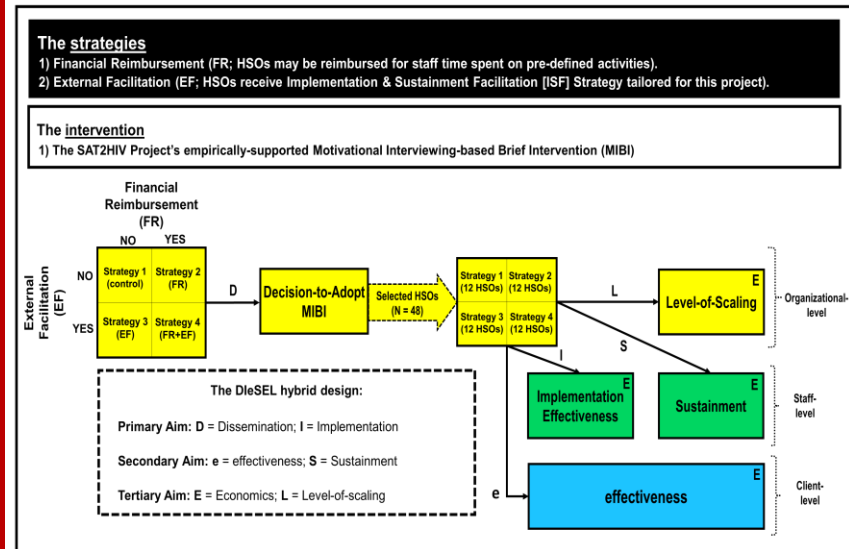 The strategies
1) Financial Reimbursement (FR; HSOs may be reimbursed for staff time spent on pre-defined activities).
2) External Facilitation (EF; HSOs receive Implementation & Sustainment Facilitation [ISF] Strategy tailored for this project).
The intervention
1) The SAT2HIV Project's empirically-supported Motivational Interviewing-based Brief Intervention (MIBI)
Financial
Reimbursement
(FR)
NO YES
External
Facilitation
(EF)
NO
YES
Strategy 1
(control)
Strategy 2
(FR)
Strategy 3
(EF)
Strategy 4
(FR+EF)
D
Decision-to-Adopt
MIBI
Selected HSOs
(N = 48)
Strategy 1
(12 HSOs)
Strategy 2
(12 HSOs)
Strategy 3
(12 HSOs)
Strategy 4
(12 HSOs)
L
E
Level-of-Scaling
Organizational-
level
S
I
E
Implementation
Effectiveness
E
Sustainment
Staff-
level
e
E
effectiveness
Client-
level
The DIeSEL hybrid design:
Primary Aim: D = Dissemination; I = Implementation
Secondary Aim: e = effectiveness; S = Sustainment
Tertiary Aim: E = Economics; L = Level-of-scaling